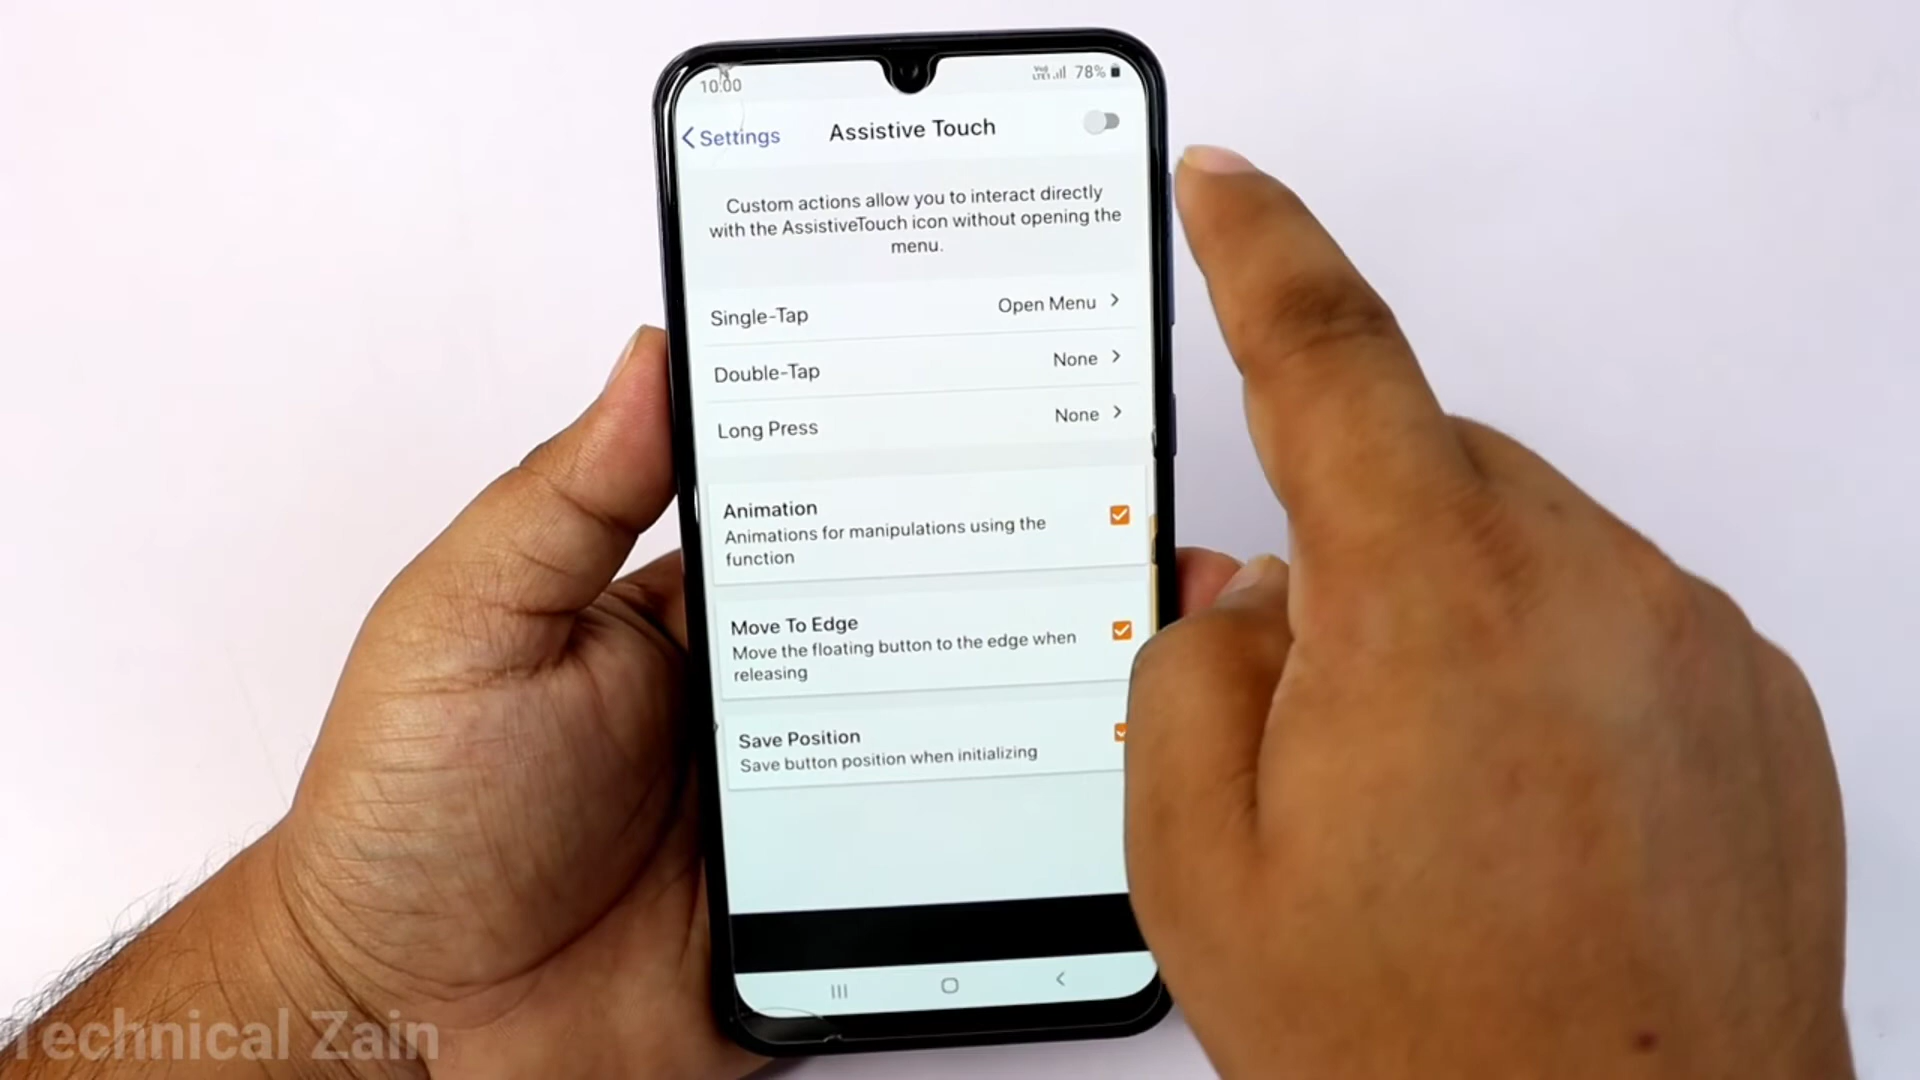 10:00
Vo)) LTE1 78%
Settings
Assistive Touch
Custom actions allow you to interact directly
with the AssistiveTouch icon without opening the
menu.
Single-Tap
Open Menu
Double-Tap
None
Long Press
None
Animation
Animations for manipulations using the
function
Move To Edge
Move the floating button to the edge when
releasing
Save Position
Save button position when initializing
Technical Zain